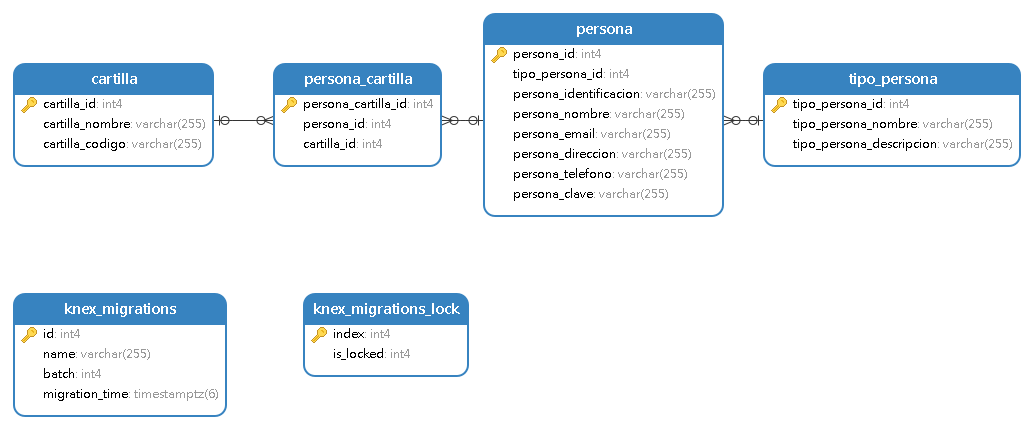 cartilla
cartilla_id: int4
cartilla_nombre: varchar(255)
cartilla_codigo: varchar(255)
persona_cartilla
persona_cartilla_id: int4
persona_id: int4
cartilla_id: int4
persona
persona_id: int4
tipo_persona_id: int4
persona_identificacion: varchar(255)
persona_nombre: varchar(255)
persona_email: varchar(255)
persona_direccion: varchar(255)
persona_telefono: varchar(255)
persona_clave: varchar(255)
tipo_persona
tipo_persona_id: int4
tipo_persona_nombre: varchar(255)
tipo_persona_descripcion: varchar(255)
knex_migrations
id: int4
name: varchar(255)
batch: int4
migration_time: timestamptz(6)
knex_migrations_lock
index: int4
is_locked: int4